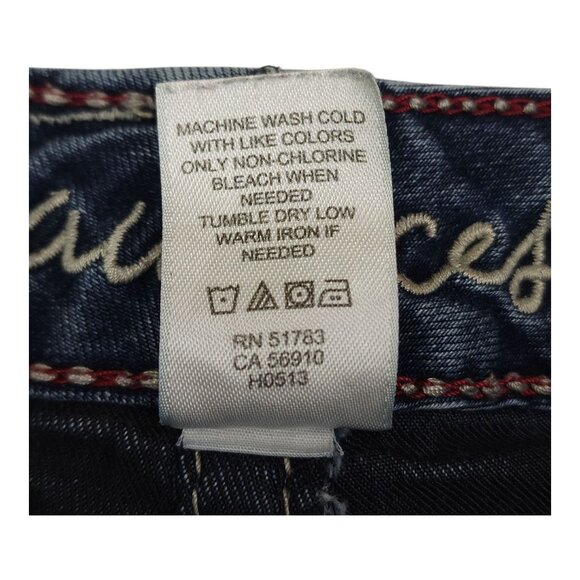 MACHINE WASH COLD
WITH LIKE COLORS
ONLY NON-CHLORINE
BLEACH WHEN
NEEDED
TUMBLE DRY LOW
WARM IRON IF
NEEDED
RN 51783
CA 56910
H0513